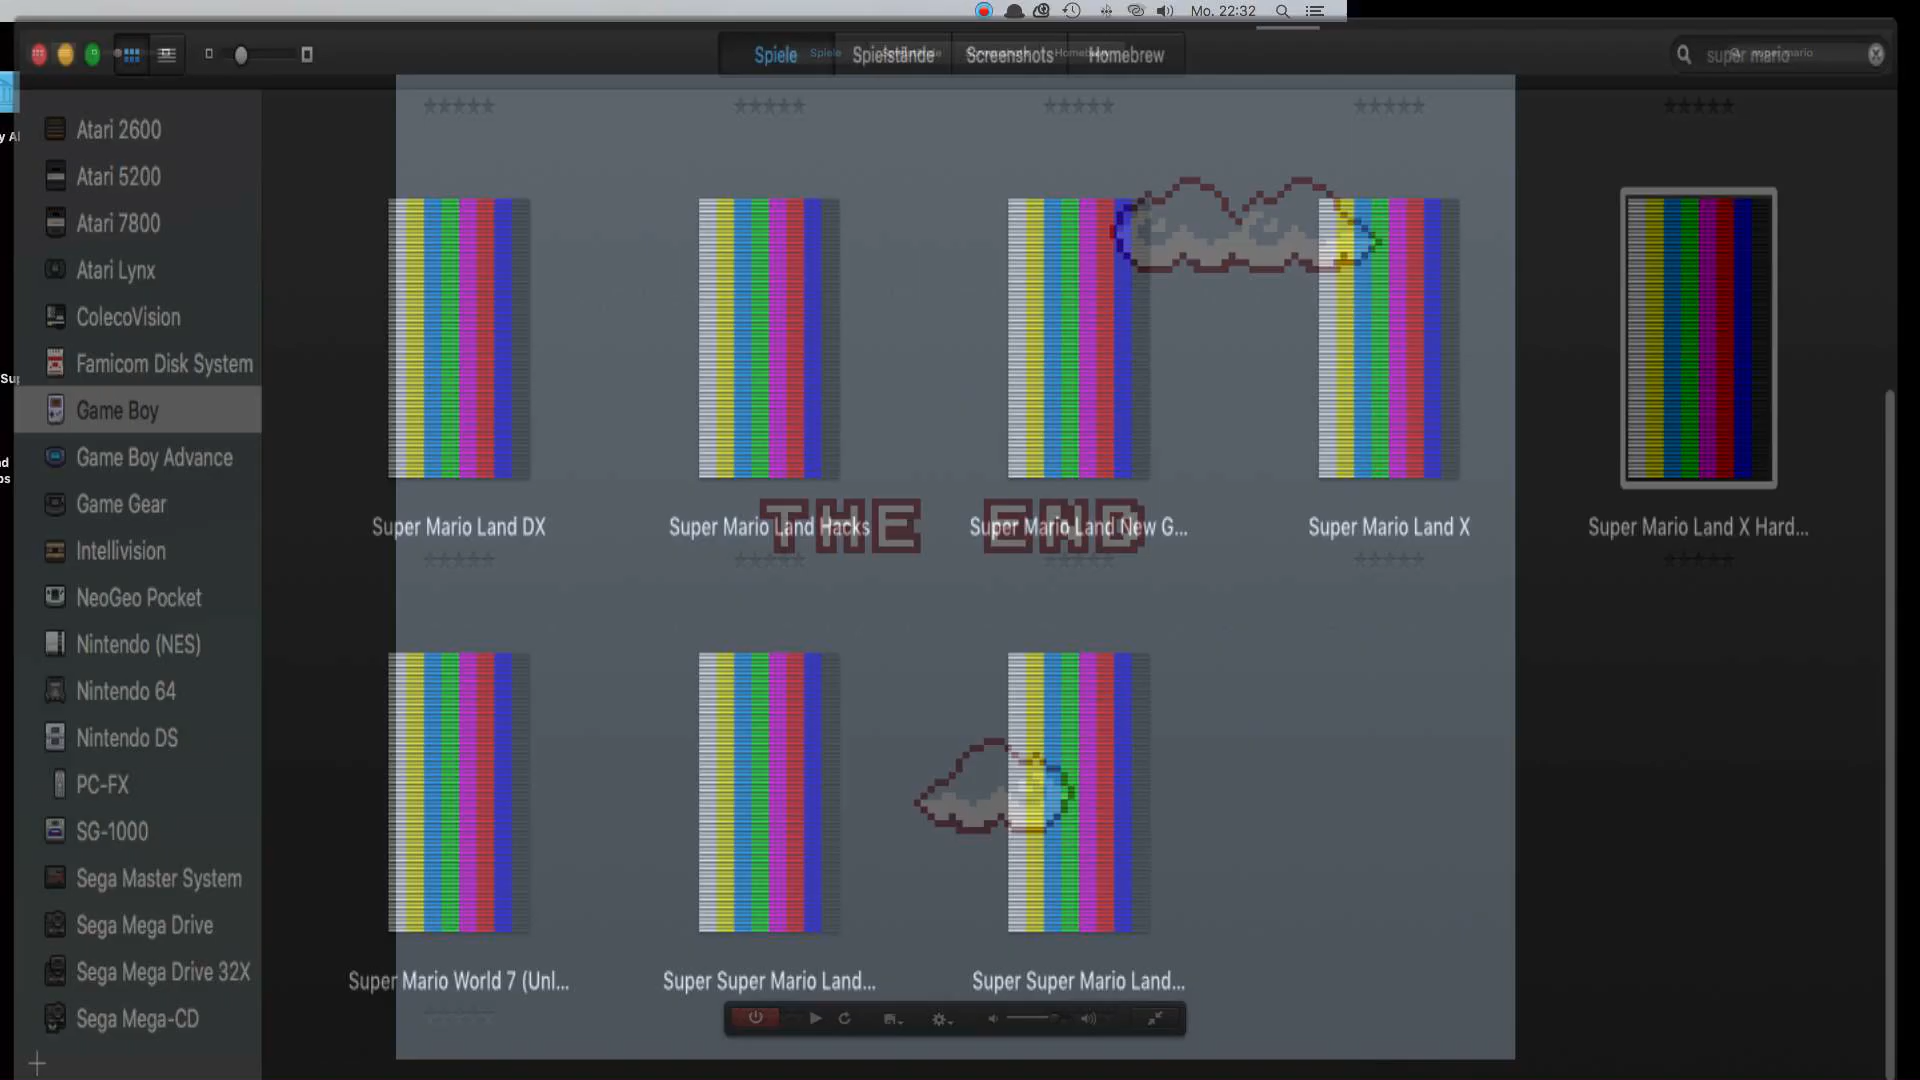 Mo. 22:32
Spiele
Spielstände
Screenshots
Homebrew
super mario
Spiele
super mario
Atari 2600
Atari 5200
Atari 7800
Atari Lynx
ColecoVision
Famicom Disk System
Game Boy
Game Boy Advance
Game Gear
Intellivision
NeoGeo Pocket
Nintendo (NES)
Nintendo 64
Nintendo DS
PC-FX
SG-1000
Sega Master System
Sega Mega Drive
Sega Mega Drive 32X
Sega Mega-CD
Super Mario Land DX
Super Mario Land Hacks
Super Mario Land New G...
Super Mario Land X
Super Mario Land X Hard...
THE END
Super Mario World 7 (Unl...
Super Super Mario Land...
Super Super Mario Land...